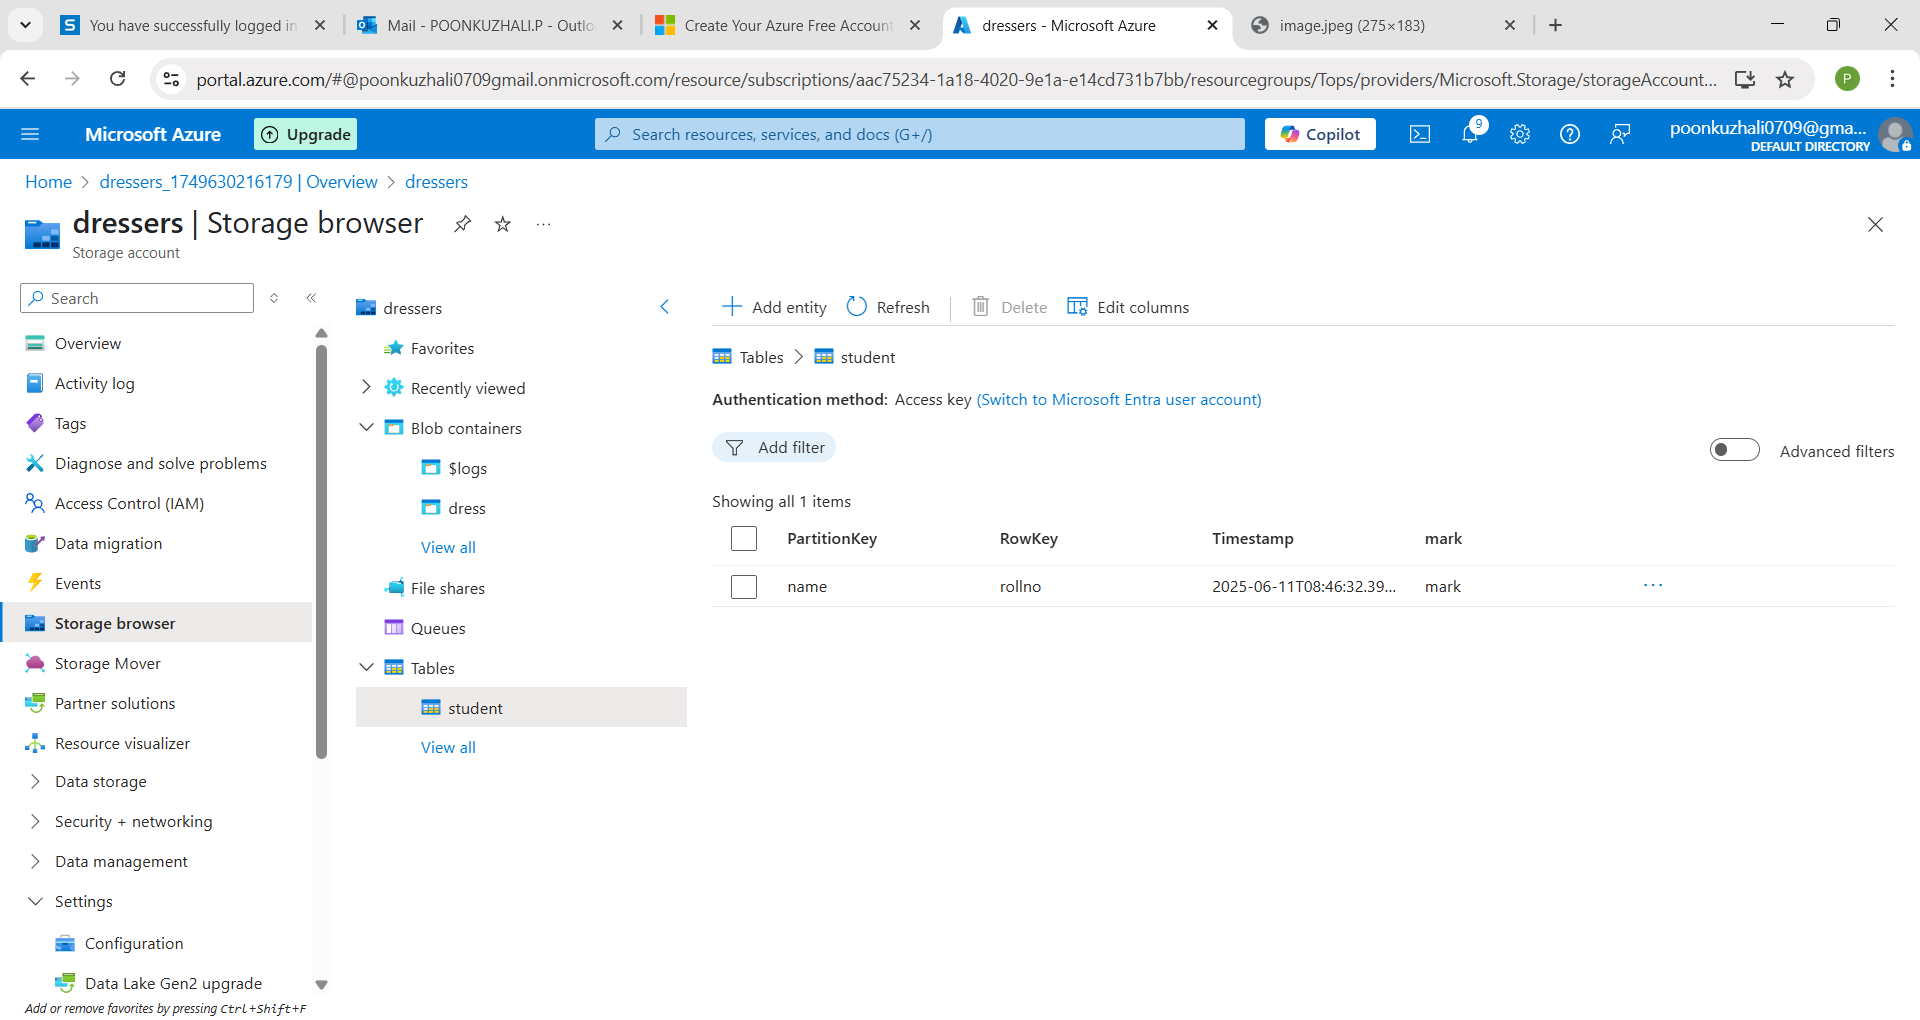 You have successfully logged in
Mail - POONKUZHALI.P - Outlo
Create Your Azure Free Account
dressers - Microsoft Azure
image.jpeg (275×183)
portal.azure.com/#@poonkuzhali0709gmail.onmicrosoft.com/resource/subscriptions/aac75234-1a18-4020-9e1a-e14cd731b7bb/resourcegroups/Tops/providers/Microsoft.Storage/storageAccount...
P
Microsoft Azure
Upgrade
Search resources, services, and docs (G+/)
Copilot
9
poonkuzhali0709@gma...
DEFAULT DIRECTORY
Home > dressers_1749630216179 | Overview > dressers
dressers | Storage browser
Storage account
Search
Overview
Activity log
Tags
Diagnose and solve problems
Access Control (IAM)
Data migration
Events
Storage browser
Storage Mover
Partner solutions
Resource visualizer
Data storage
Security + networking
Data management
Settings
Configuration
Data Lake Gen2 upgrade
Add or remove favorites by pressing Ctrl+Shift+F
dressers
Favorites
Recently viewed
Blob containers
$logs
dress
View all
File shares
Queues
Tables
student
View all
Add entity
Refresh
Delete
Edit columns
Tables > student
Authentication method: Access key (Switch to Microsoft Entra user account)
Add filter
Advanced filters
Showing all 1 items
PartitionKey RowKey Timestamp mark
name rollno 2025-06-11T08:46:32.39... mark